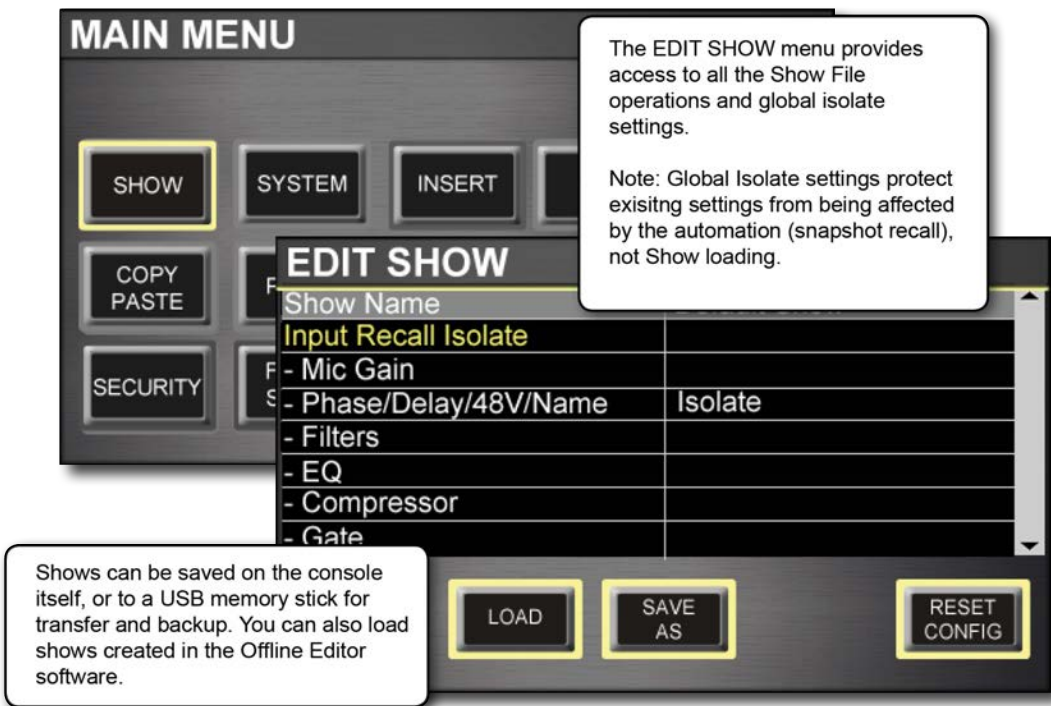 MAIN MENU
The EDIT SHOW menu provides
access to all the Show File
operations and global isolate
settings.
Note: Global Isolate settings protect
exisitng settings from being affected
by the automation (snapshot recall),
not Show loading.
SHOW
SYSTEM
INSERT
COPY
PASTE
SECURITY
EDIT SHOW
Show Name
Input Recall Isolate
- Mic Gain
- Phase/Delay/48V/Name Isolate
- Filters
- EQ
- Compressor
- Gate
Shows can be saved on the console
itself, or to a USB memory stick for
transfer and backup. You can also load
shows created in the Offline Editor
software.
LOAD
SAVE
AS
RESET
CONFIG